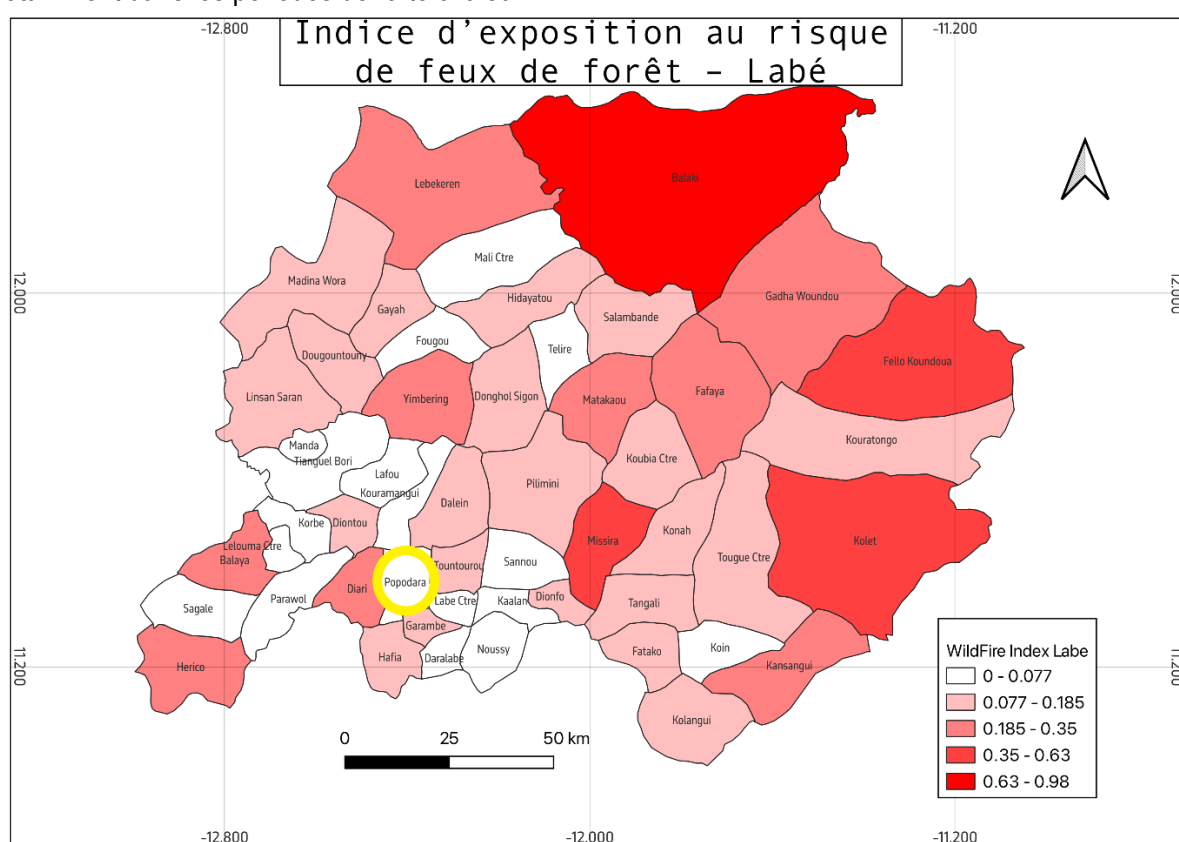 -12.800
-11.200
Indice d'exposition au risque
de feux de forêt – Labé
Balaki
Lebekeren
Mali Ctre
Madina Wora
12.000
12.000
Hidayatou
Gadha Woundou
Gayah
Salambande
Fougou
Telire
Dougountouny
Fello Koundoua
Linsan Saran
Yimbering
Donghol Sigon
Matakaou
Fafaya
Kouratongo
Manda
Tianguel Bori
Koubia Ctre
Lafou
Kouramangui
Pilimini
Dalein
Korbe
Diontou
Konah
Missira
Kolet
Lelouma Ctre
Balaya
Tougue Ctre
Sannou
Tountourou
Popodara
Diari
Parawol
Labe Ctre
Kaalan
Dionfo
Tangali
Sagale
Garambe
Koin
Noussy
Fatako
Hafia
Daralabe
Herico
Kansangui
11.200
11.200
Kolangui
WildFire Index Labe
0 - 0.077
0.077 - 0.185
0.185 - 0.35
0.35 - 0.63
0.63 - 0.98
0
25
50 km
-12.800
-12.000
-11.200